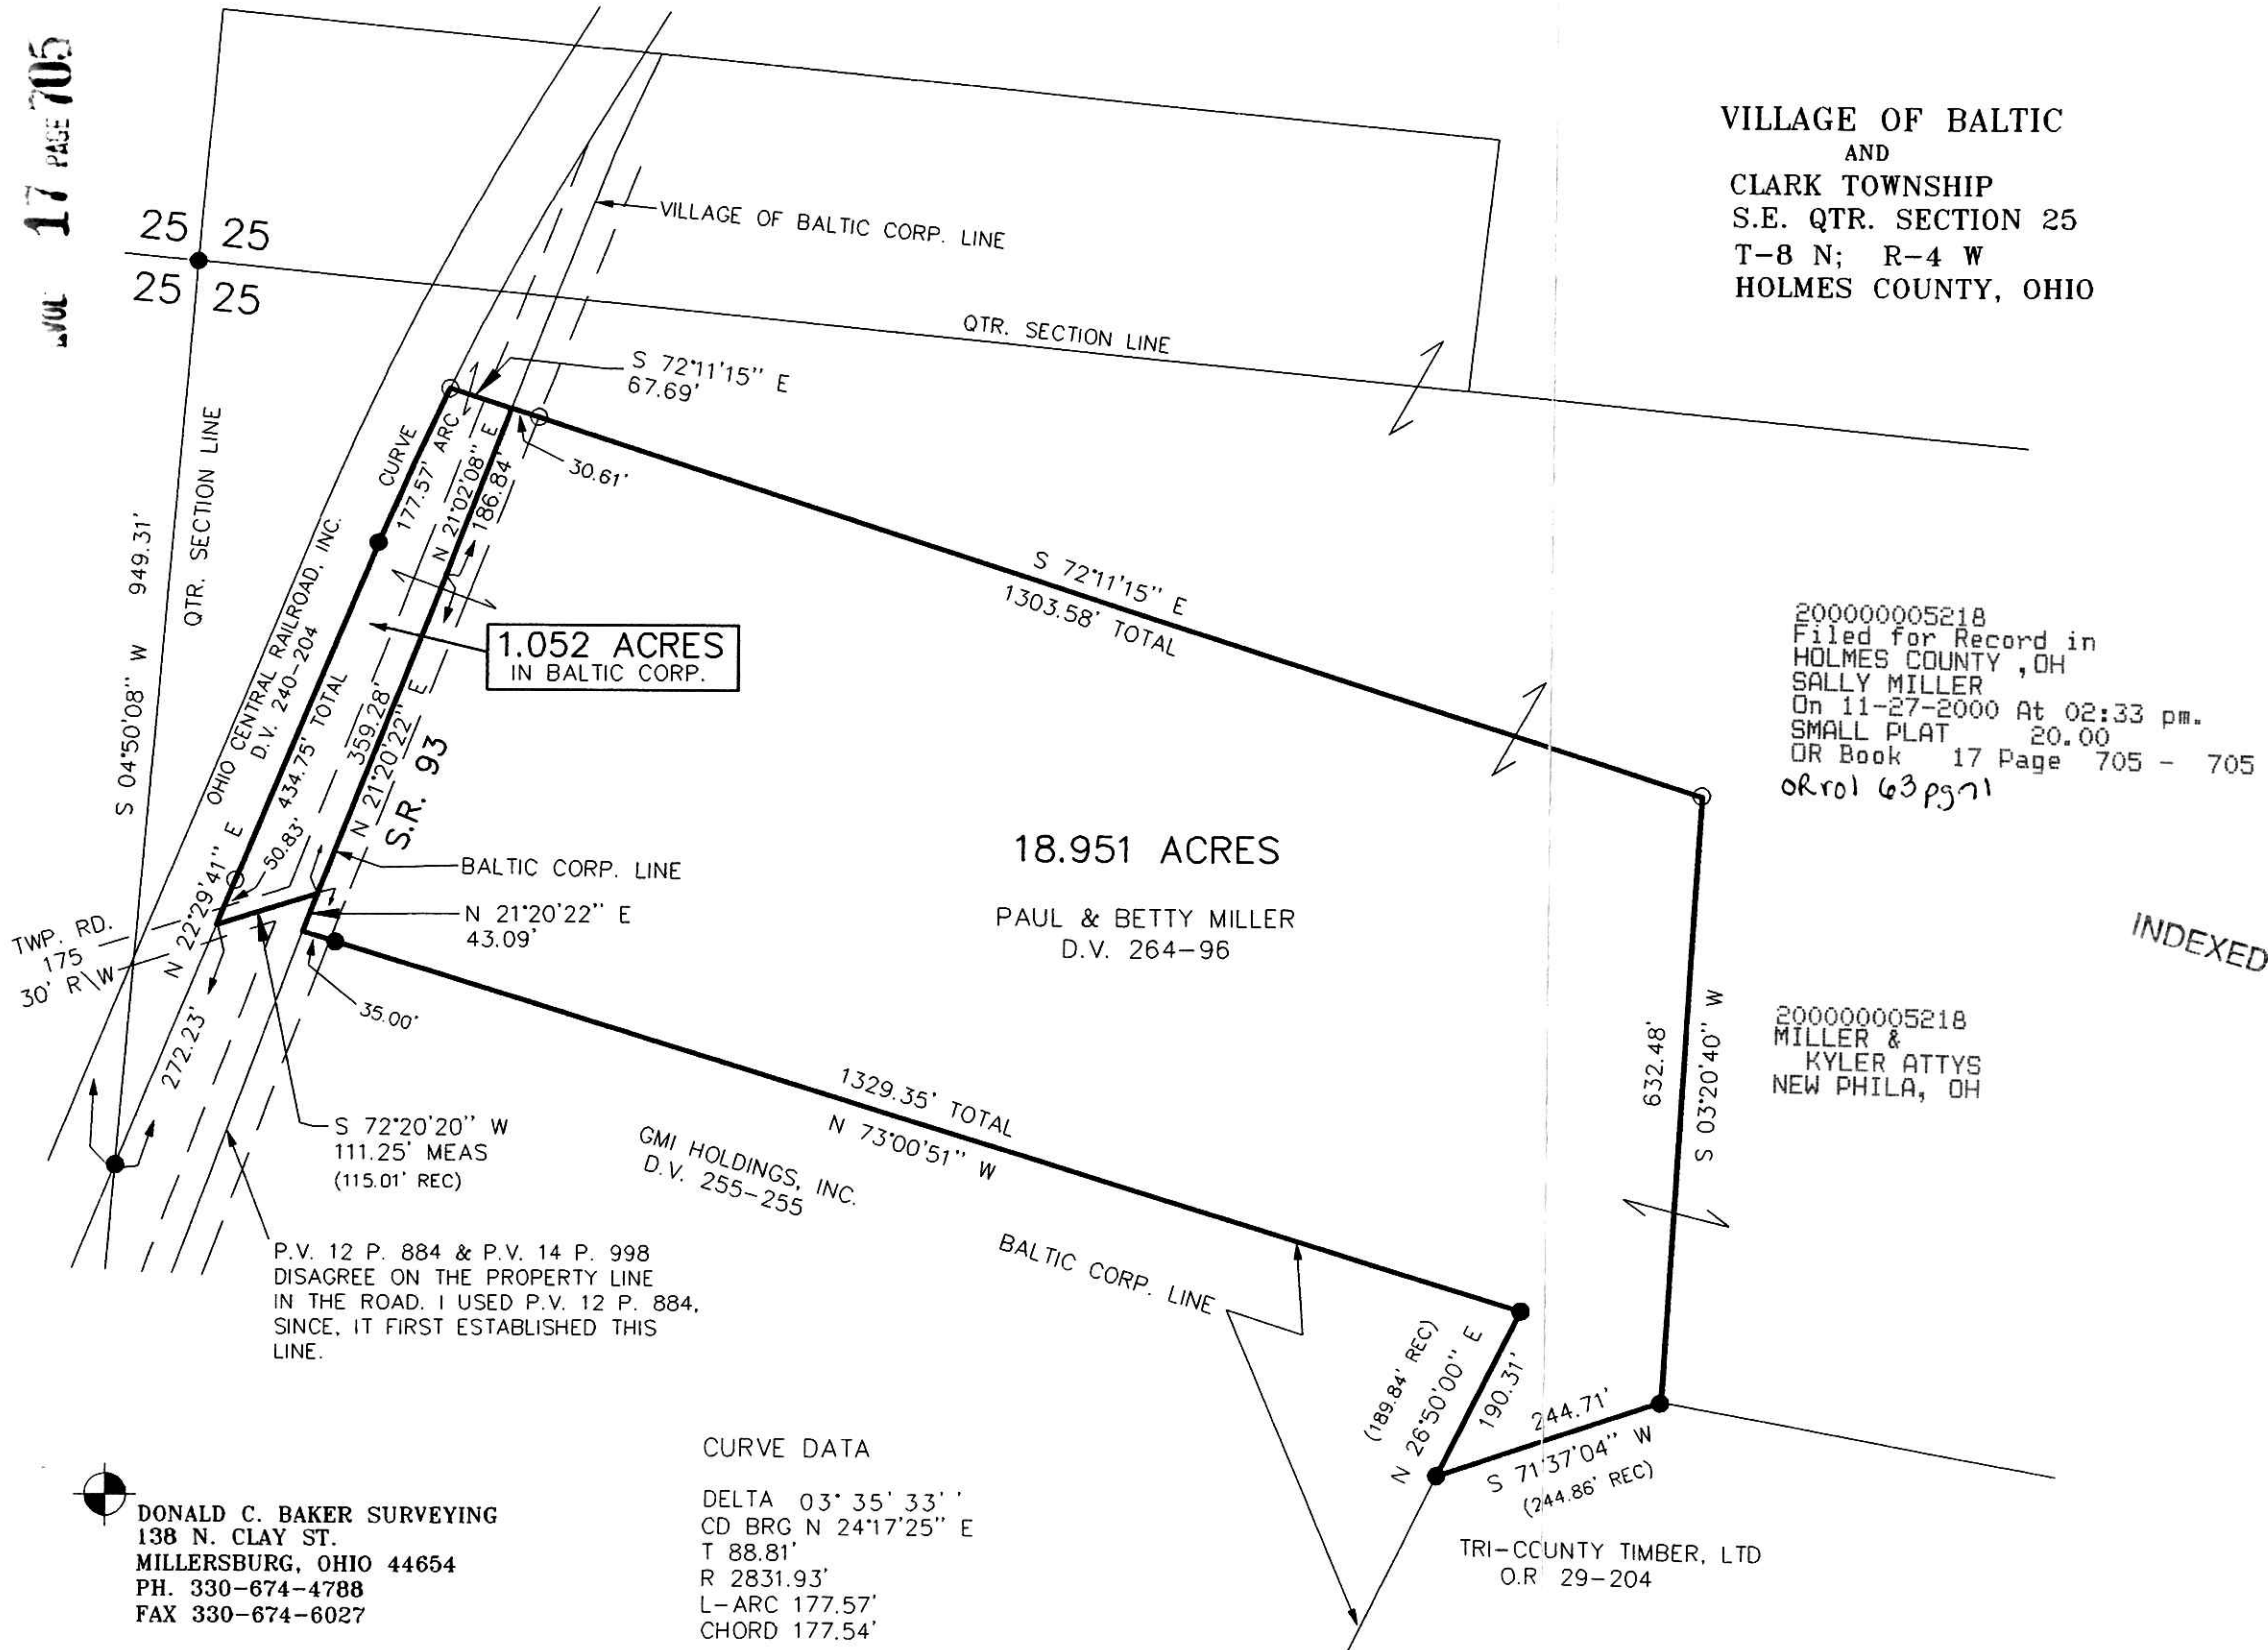 VOL 17 PAGE 705
VILLAGE OF BALTIC
AND
CLARK TOWNSHIP
S.E. QTR. SECTION 25
T-8 N; R-4 W
HOLMES COUNTY, OHIO
25 25
25 25
VILLAGE OF BALTIC CORP. LINE
QTR. SECTION LINE
S 72°11'15" E
67.69'
30.61'
CURVE
177.57' ARC
N 21°02'08" E
186.84'
QTR. SECTION LINE
S 04°50'08" W 949.31'
OHIO CENTRAL RAILROAD, INC.
D.V. 240-204
434.75' TOTAL
359.28'
N 21°20'22" E
S.R. 93
1.052 ACRES
IN BALTIC CORP.
S 72°11'15" E
1303.58' TOTAL
200000005218
Filed for Record in
HOLMES COUNTY ,OH
SALLY MILLER
On 11-27-2000 At 02:33 pm.
SMALL PLAT 20.00
OR Book 17 Page 705 - 705
18.951 ACRES
PAUL & BETTY MILLER
D.V. 264-96
50.83'
N 22°29'41" E
BALTIC CORP. LINE
N 21°20'22" E
43.09'
TWP. RD.
175
30' R\W
35.00'
272.23'
INDEXED
632.48'
S 03°20'40" W
200000005218
MILLER &
KYLER ATTYS
NEW PHILA, OH
S 72°20'20" W
111.25' MEAS
(115.01' REC)
1329.35' TOTAL
N 73°00'51" W
GMI HOLDINGS, INC.
D.V. 255-255
BALTIC CORP. LINE
P.V. 12 P. 884 & P.V. 14 P. 998
DISAGREE ON THE PROPERTY LINE
IN THE ROAD. I USED P.V. 12 P. 884,
SINCE, IT FIRST ESTABLISHED THIS
LINE.
(189.84' REC)
N 26°50'00" E
190.31'
244.71'
S 71°37'04" W
(244.86' REC)
TRI-COUNTY TIMBER, LTD
O.R 29-204
DONALD C. BAKER SURVEYING
138 N. CLAY ST.
MILLERSBURG, OHIO 44654
PH. 330-674-4788
FAX 330-674-6027
CURVE DATA
DELTA 03° 35' 33''
CD BRG N 24°17'25" E
T 88.81'
R 2831.93'
L-ARC 177.57'
CHORD 177.54'